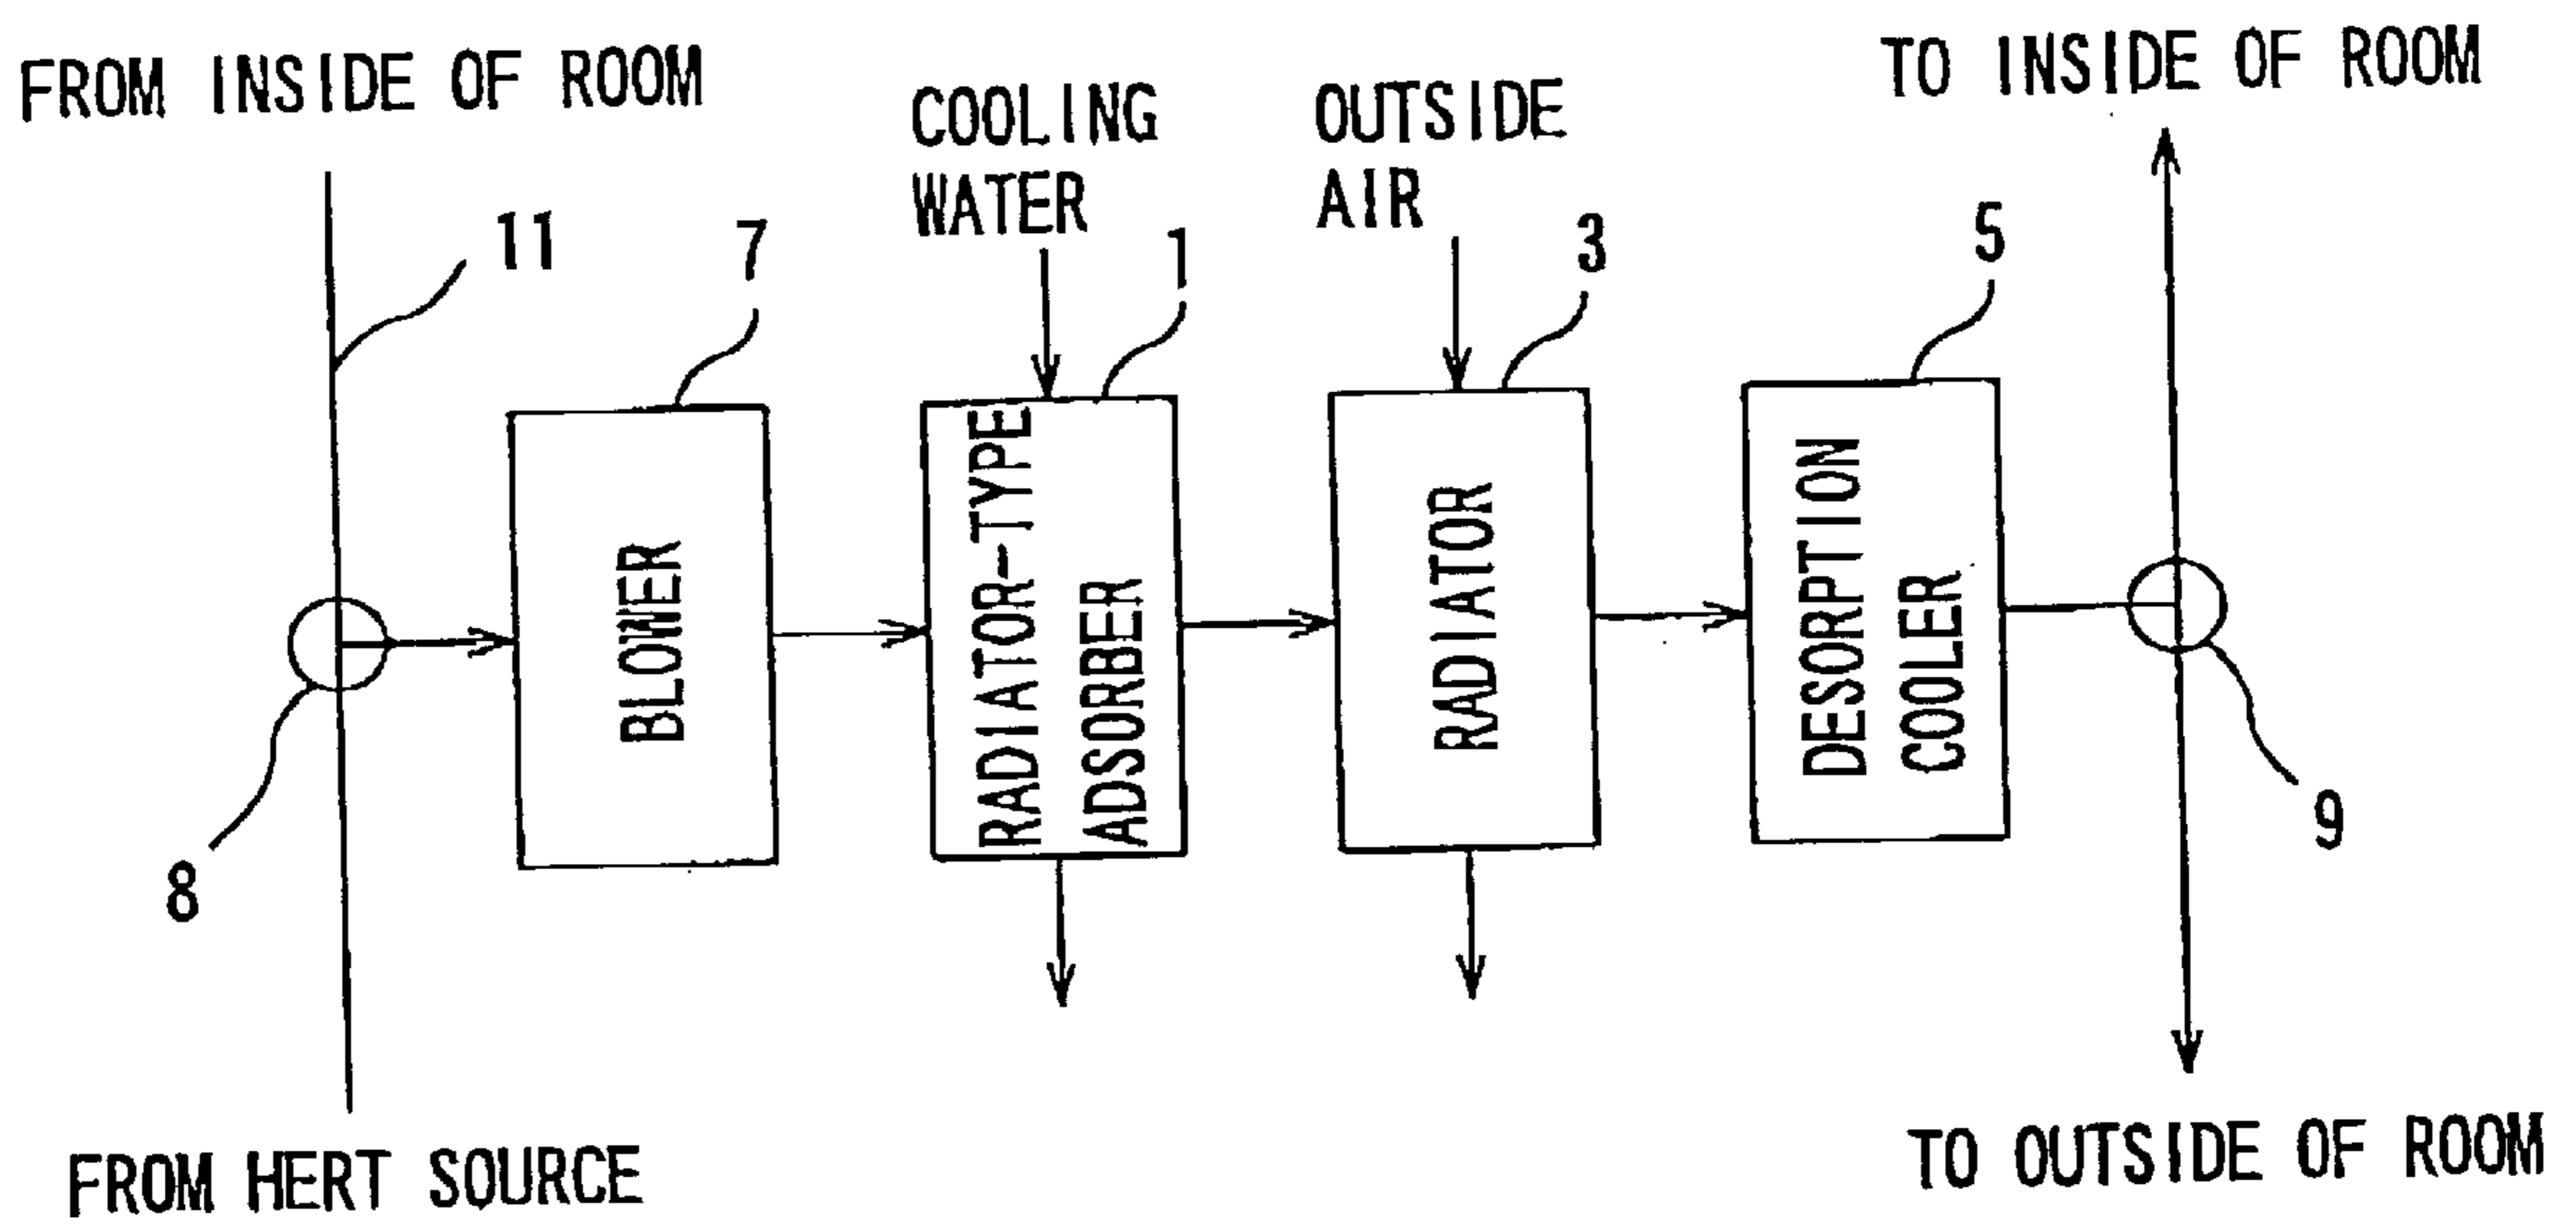 FROM INSIDE OF ROOM
TO INSIDE OF ROOM
COOLING
WATER
OUTSIDE
AIR
11
7
1
3
5
BLOWER
RADIATOR-TYPE
ADSORBER
RADIATOR
DESORPTION
COOLER
8
9
FROM HERT SOURCE
TO OUTSIDE OF ROOM